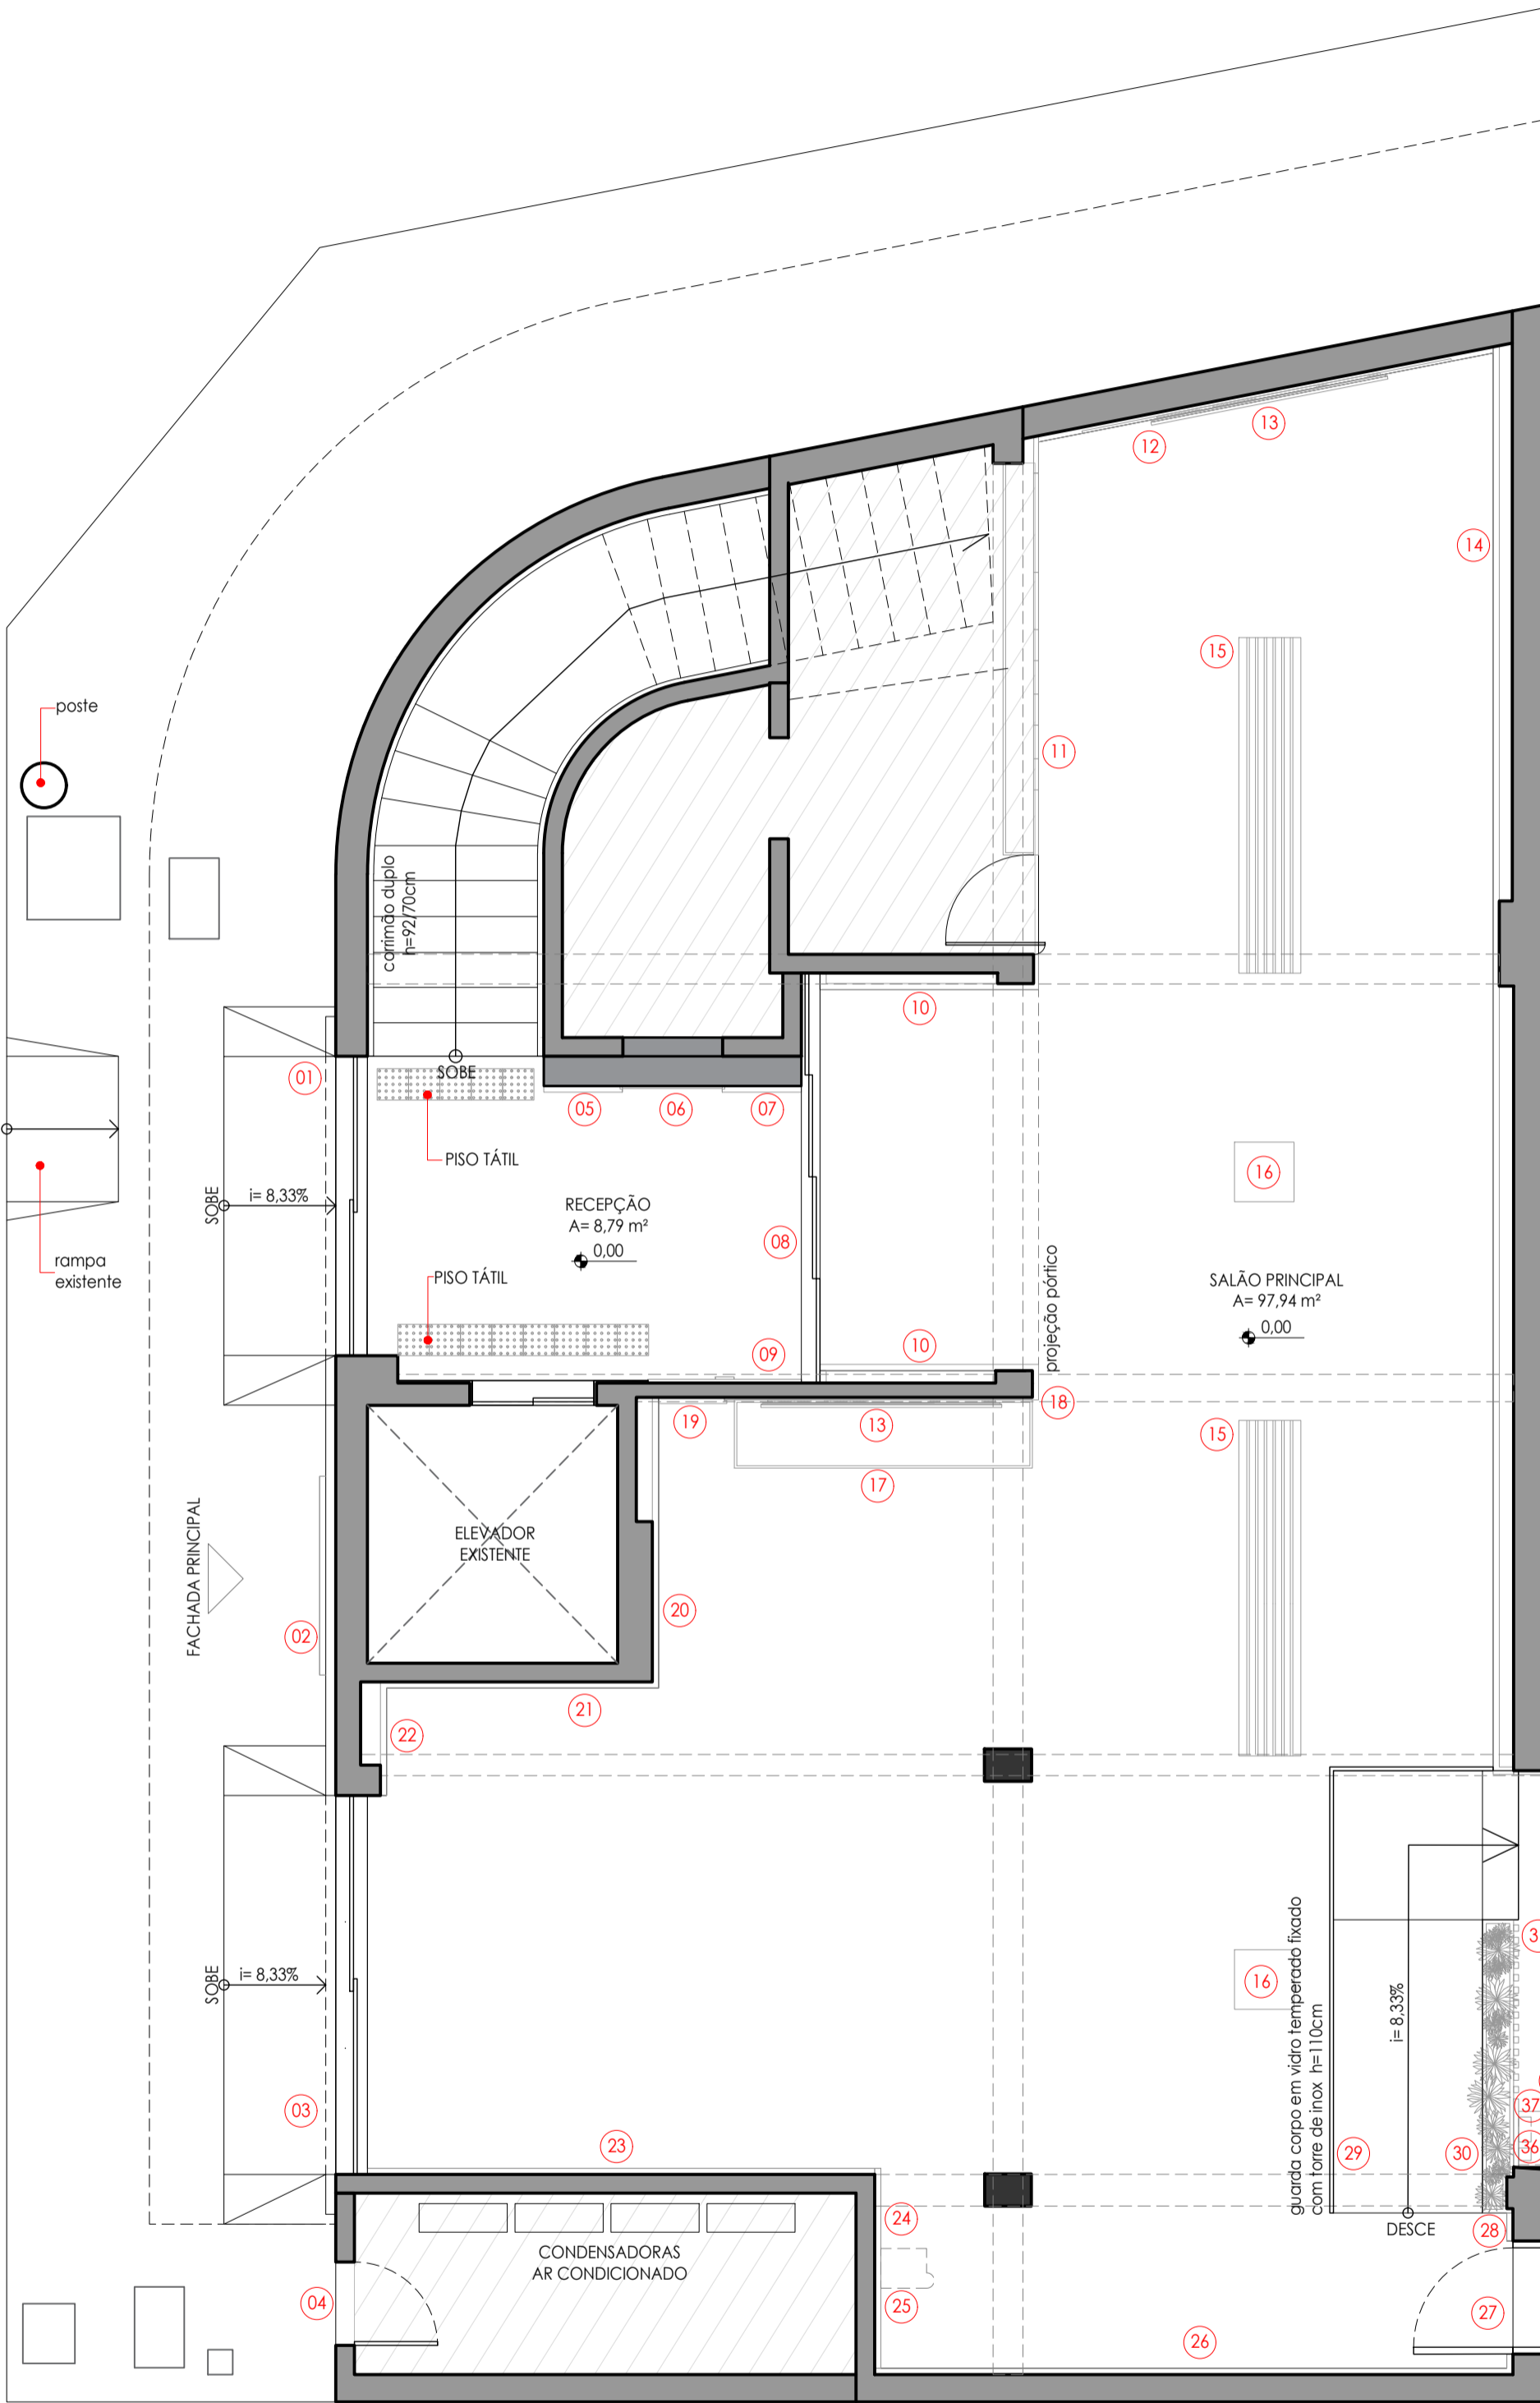 12
13
14
15
poste
11
corrimão duplo
h=92/70cm
10
01
SOBE
05
06
07
PISO TÁTIL
16
SOBE
i= 8,33%
RECEPÇÃO
A= 8,79 m²
0,00
08
rampa
existente
PISO TÁTIL
projeção pórtico
SALÃO PRINCIPAL
A= 97,94 m²
0,00
09
10
18
19
13
15
17
FACHADA PRINCIPAL
ELEVADOR
EXISTENTE
02
20
21
22
SOBE
i= 8,33%
16
guarda corpo em vidro temperado fixado
com torre de inox h=110cm
i= 8,33%
03
23
29
30
37
36
24
DESCE
28
CONDENSADORAS
AR CONDICIONADO
04
25
27
26